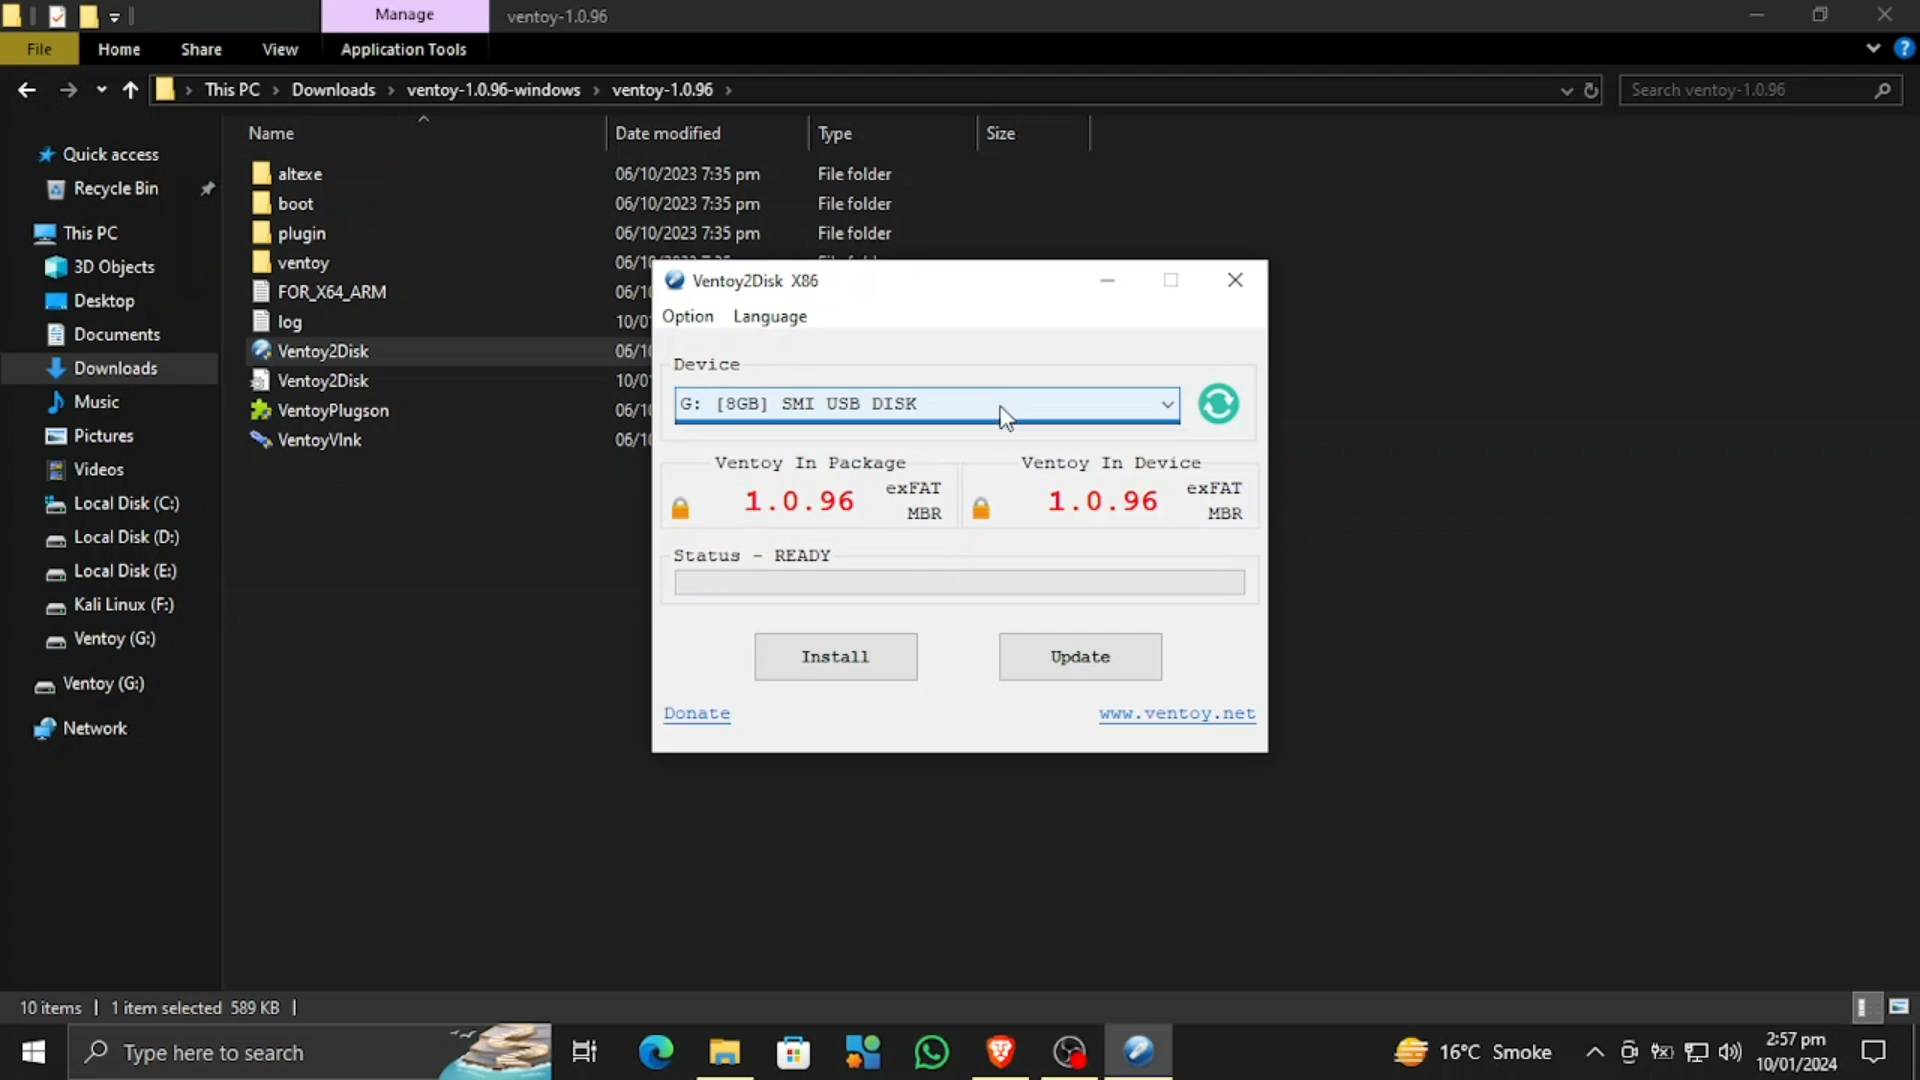 Manage
ventoy-1.0.96
File
Home
Share
View
Application Tools
This PC
Downloads
ventoy-1.0.96-windows
ventoy-1.0.96
Search ventoy-1.0.96
Name
Date modified
Type
Size
Quick access
Recycle Bin
This PC
3D Objects
Desktop
Documents
Downloads
Music
Pictures
Videos
Local Disk (C:)
Local Disk (D:)
Local Disk (E:)
Kali Linux (F:)
Ventoy (G:)
Ventoy (G:)
Network
altexe 06/10/2023 7:35 pm File folder
boot 06/10/2023 7:35 pm File folder
plugin 06/10/2023 7:35 pm File folder
ventoy
FOR_X64_ARM
log
Ventoy2Disk
Ventoy2Disk
VentoyPlugson
VentoyVlnk
Ventoy2Disk X86
Option Language
Device
G: [8GB] SMI USB DISK
Ventoy In Package
1.0.96
exFAT
MBR
Ventoy In Device
1.0.96
exFAT
MBR
Status - READY
Install
Update
Donate
www.ventoy.net
10 items
1 item selected 589 KB
Type here to search
16°C Smoke
2:57 pm
10/01/2024